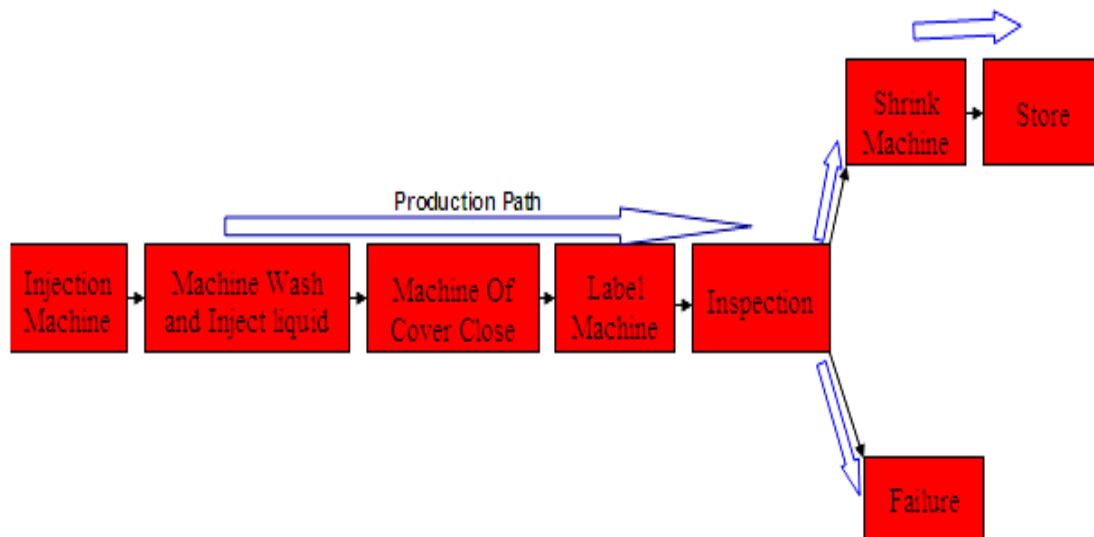 Shrink
Machine
Store
Production Path
Injection
Machine
Machine Wash
and Inject liquid
Machine Of
Cover Close
Label
Machine
Inspection
Failure